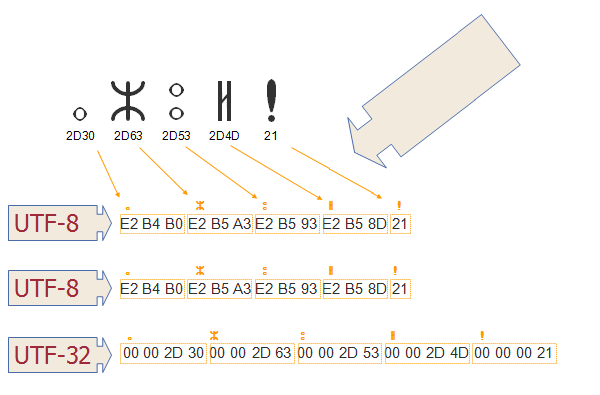 ⴰ ⵣ ⵓ ⵍ !
2D30 2D63 2D53 2D4D 21
ⴰ ⵣ ⵓ ⵍ !
UTF-8 E2 B4 B0 E2 B5 A3 E2 B5 93 E2 B5 8D 21
ⴰ ⵣ ⵓ ⵍ !
UTF-8 E2 B4 B0 E2 B5 A3 E2 B5 93 E2 B5 8D 21
ⴰ ⵣ ⵓ ⵍ !
UTF-32 00 00 2D 30 00 00 2D 63 00 00 2D 53 00 00 2D 4D 00 00 00 21